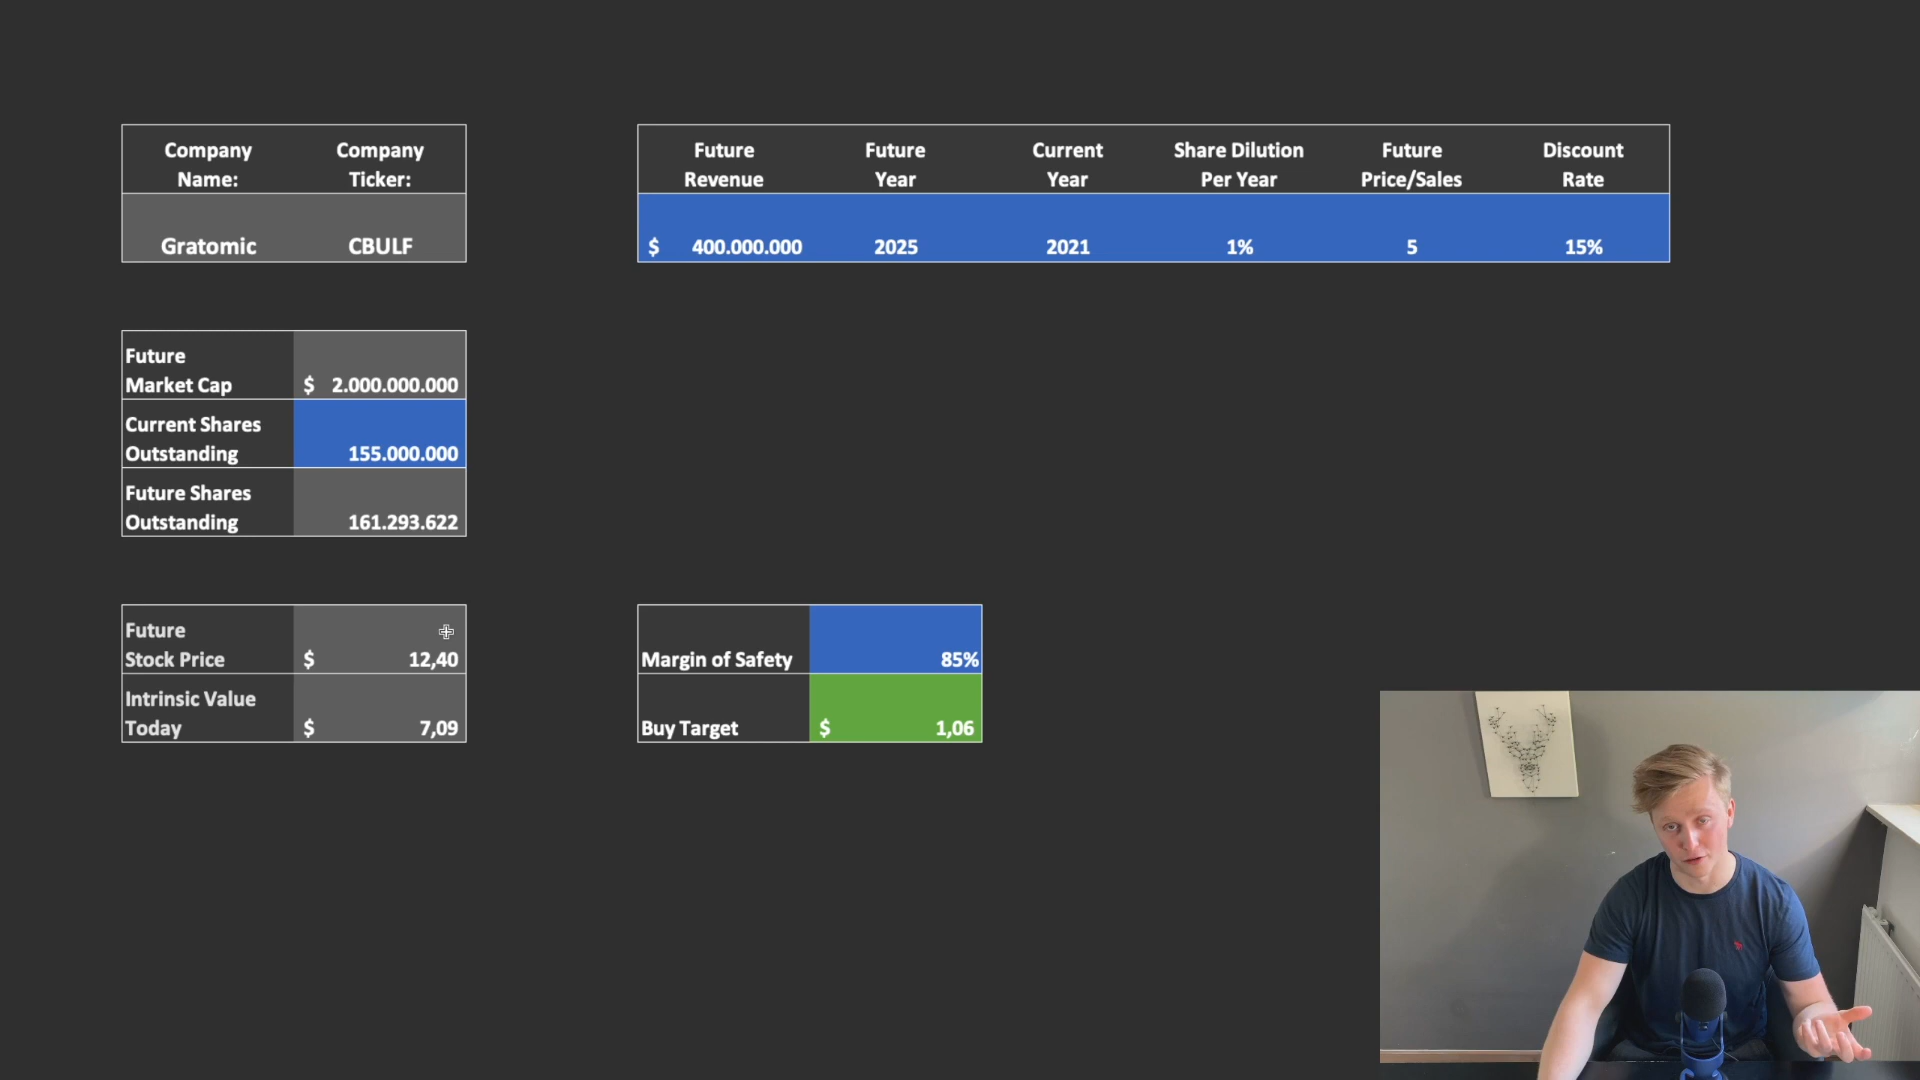 Company Name: Company Ticker:
Gratomic CBULF
Future Revenue Future Year Current Year Share Dilution Per Year Future Price/Sales Discount Rate
$ 400.000.000 2025 2021 1% 5 15%
Future
Market Cap $ 2.000.000.000
Current Shares
Outstanding 155.000.000
Future Shares
Outstanding 161.293.622
Future
Stock Price $ 12,40
Intrinsic Value
Today $ 7,09
Margin of Safety 85%
Buy Target $ 1,06